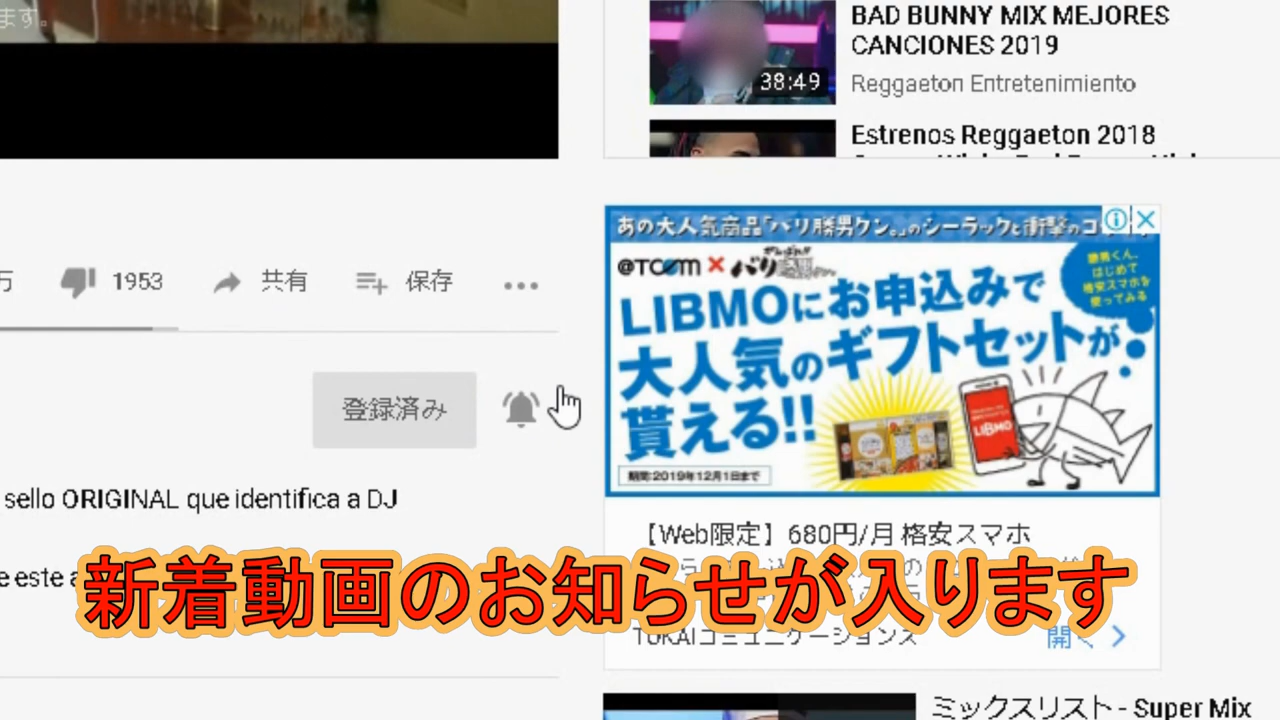 ます。
BAD BUNNY MIX MEJORES
CANCIONES 2019
38:49
Reggaeton Entretenimiento
Estrenos Reggaeton 2018
あの大人気商品「バリ勝男クン。」のシーラックと衝撃のコ
@TCOM×バリ
勝男くん、
はじめて
格安スマホを
使ってみる
LIBMOにお申込みで
大人気のギフトセットが
貰える!!
LIBMO
期間:2019年12月1日まで
万
1953
共有
保存
登録済み
sello ORIGINAL que identifica a DJ
【Web限定】680円/月 格安スマホ
e este a
新着動画のお知らせが入ります
TOKAIコミュニケーションズ
開く
ミックスリスト - Super Mix